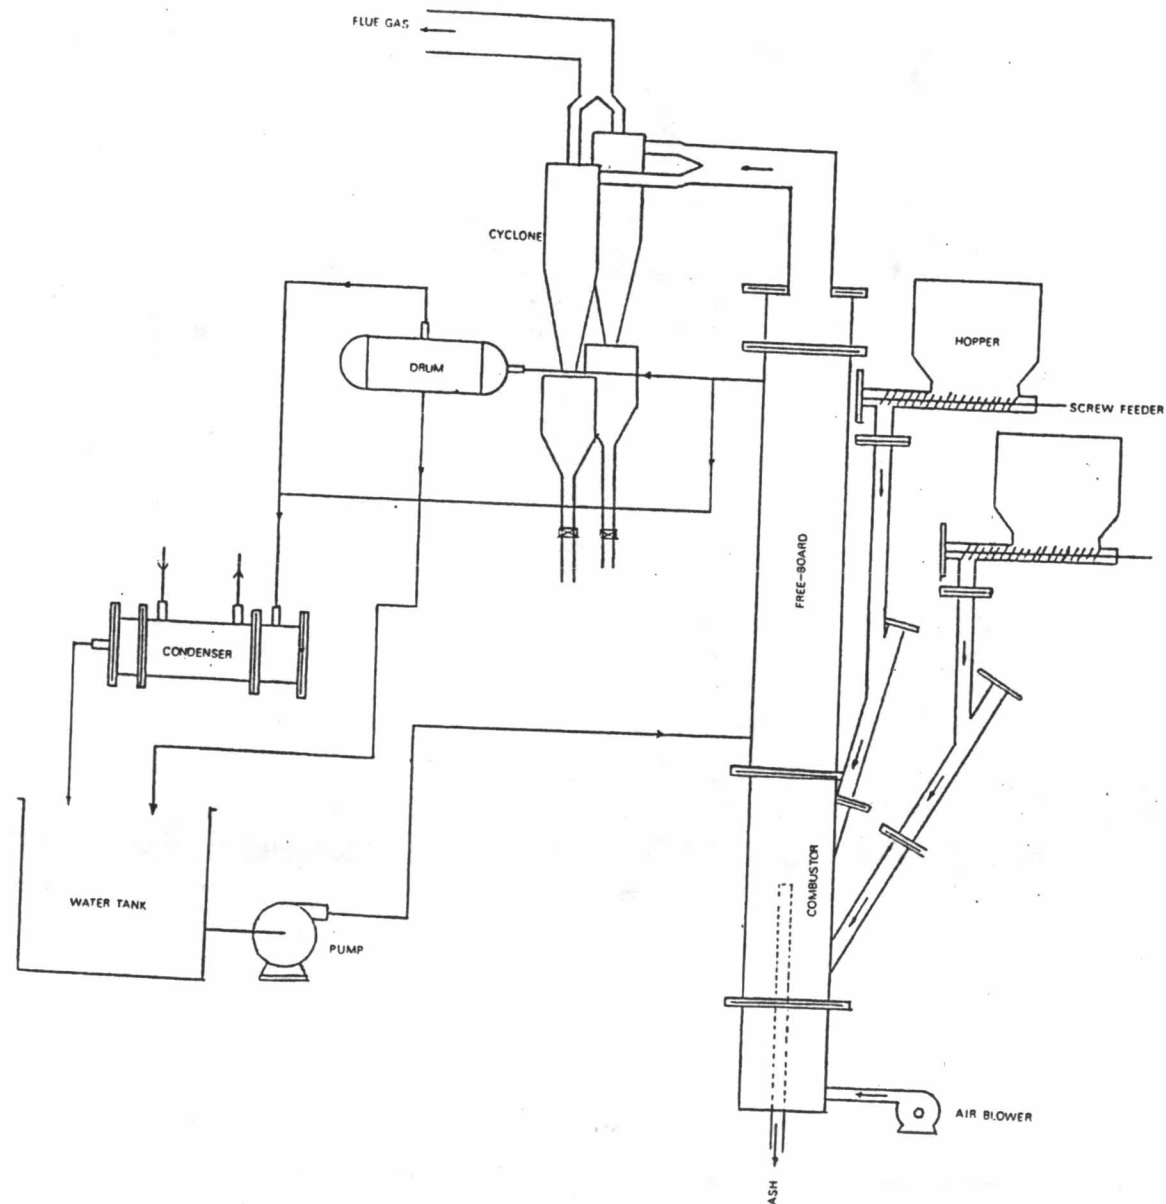 FLUE GAS
CYCLONE
HOPPER
DRUM
SCREW FEEDER
FREE-BOARD
CONDENSER
COMBUSTOR
WATER TANK
PUMP
AIR BLOWER
ASH